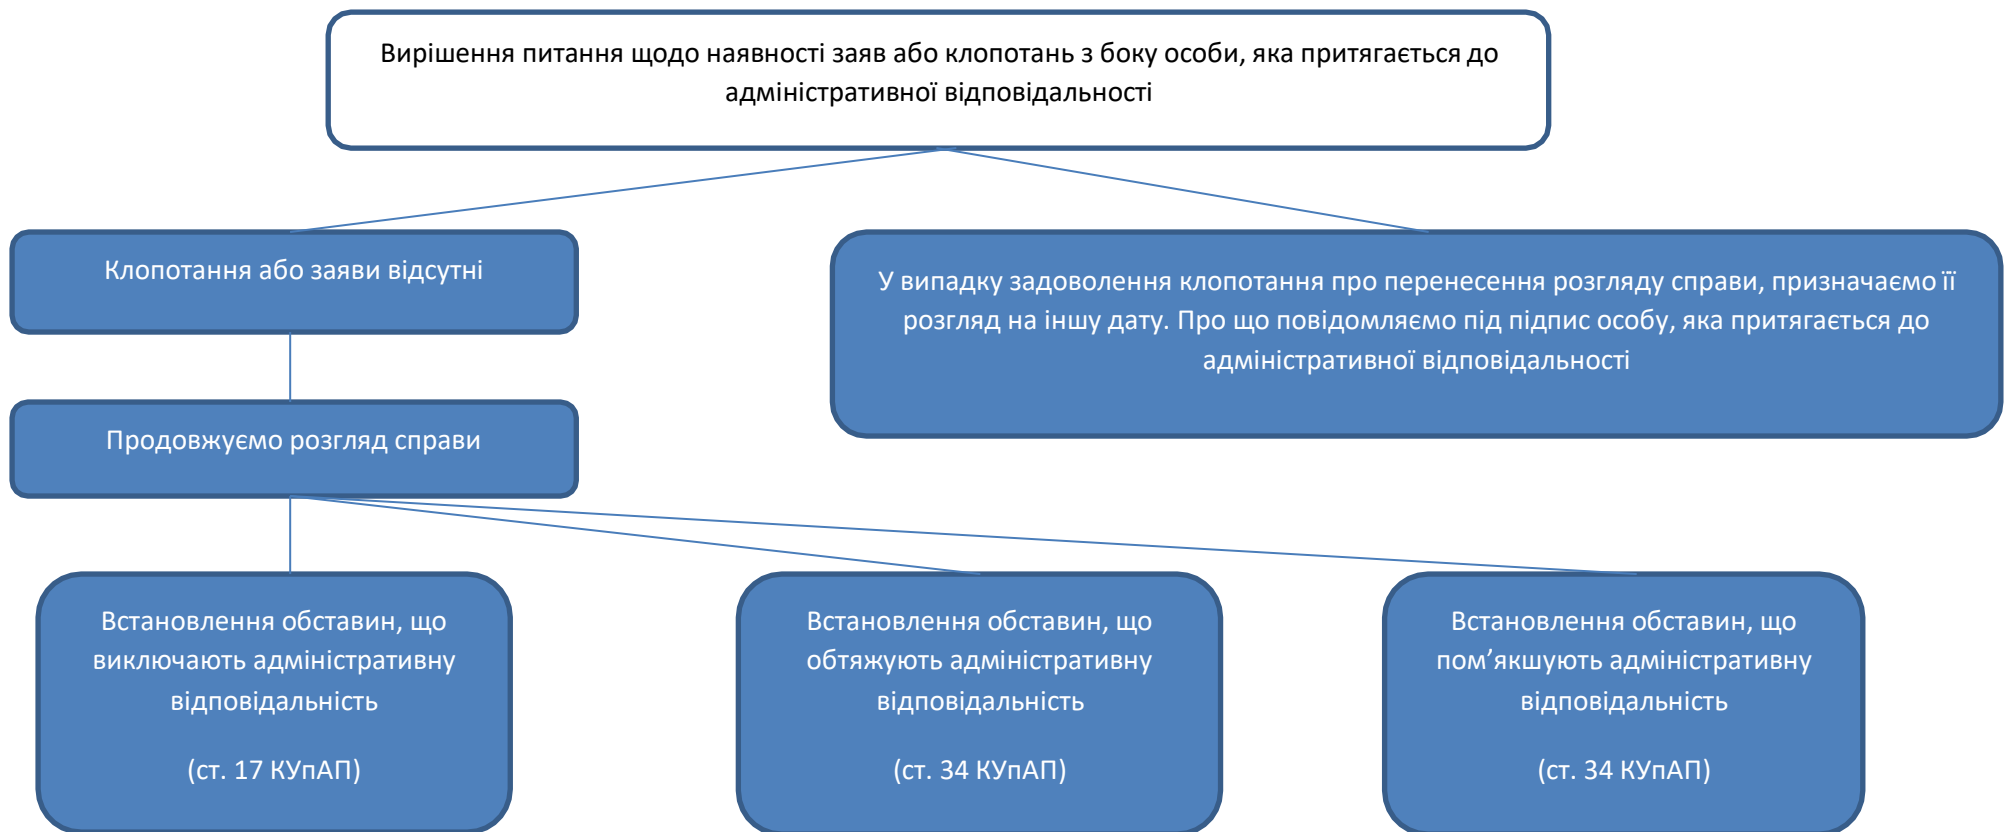 Вирішення питання щодо наявності заяв або клопотань з боку особи, яка притягається до
адміністративної відповідальності
Клопотання або заяви відсутні
У випадку задоволення клопотання про перенесення розгляду справи, призначаємо її
розгляд на іншу дату. Про що повідомляємо під підпис особу, яка притягається до
адміністративної відповідальності
Продовжуємо розгляд справи
Встановлення обставин, що
виключають адміністративну
відповідальність
(ст. 17 КУпАП)
Встановлення обставин, що
обтяжують адміністративну
відповідальність
(ст. 34 КУпАП)
Встановлення обставин, що
пом’якшують адміністративну
відповідальність
(ст. 34 КУпАП)